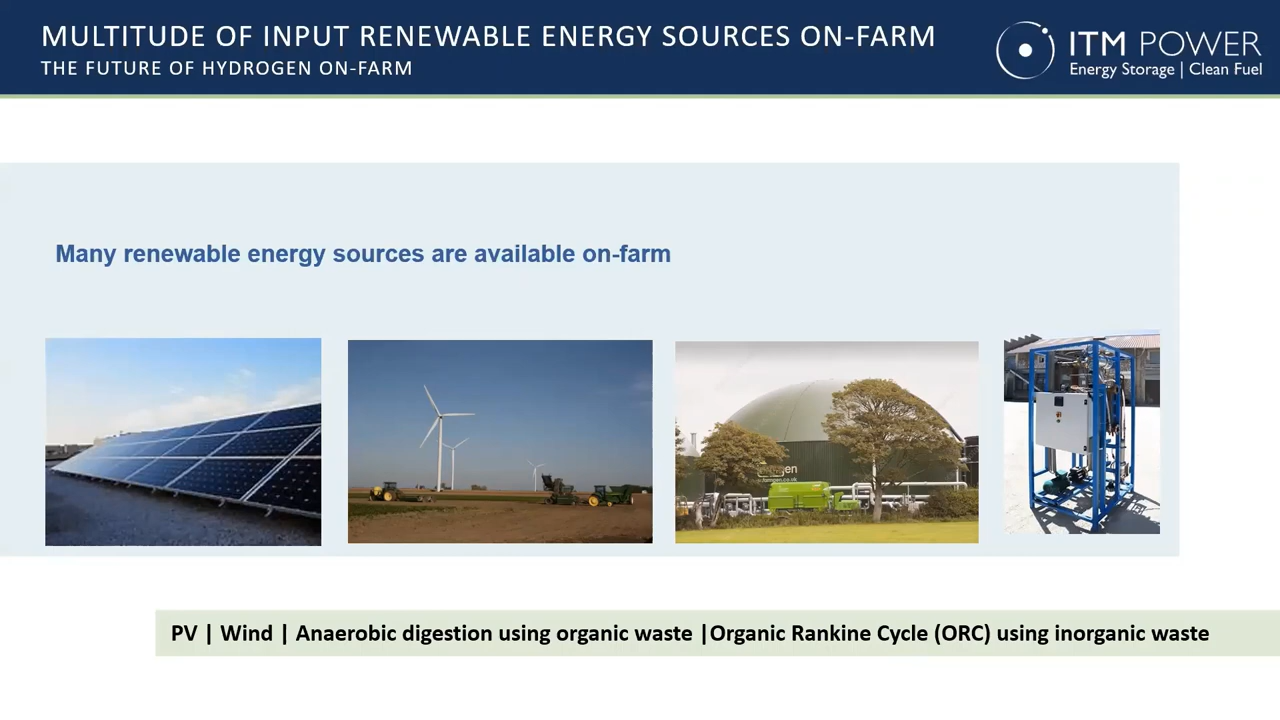 MULTITUDE OF INPUT RENEWABLE ENERGY SOURCES ON-FARM
THE FUTURE OF HYDROGEN ON-FARM
ITM POWER
Energy Storage | Clean Fuel
Many renewable energy sources are available on-farm
PV | Wind | Anaerobic digestion using organic waste |Organic Rankine Cycle (ORC) using inorganic waste